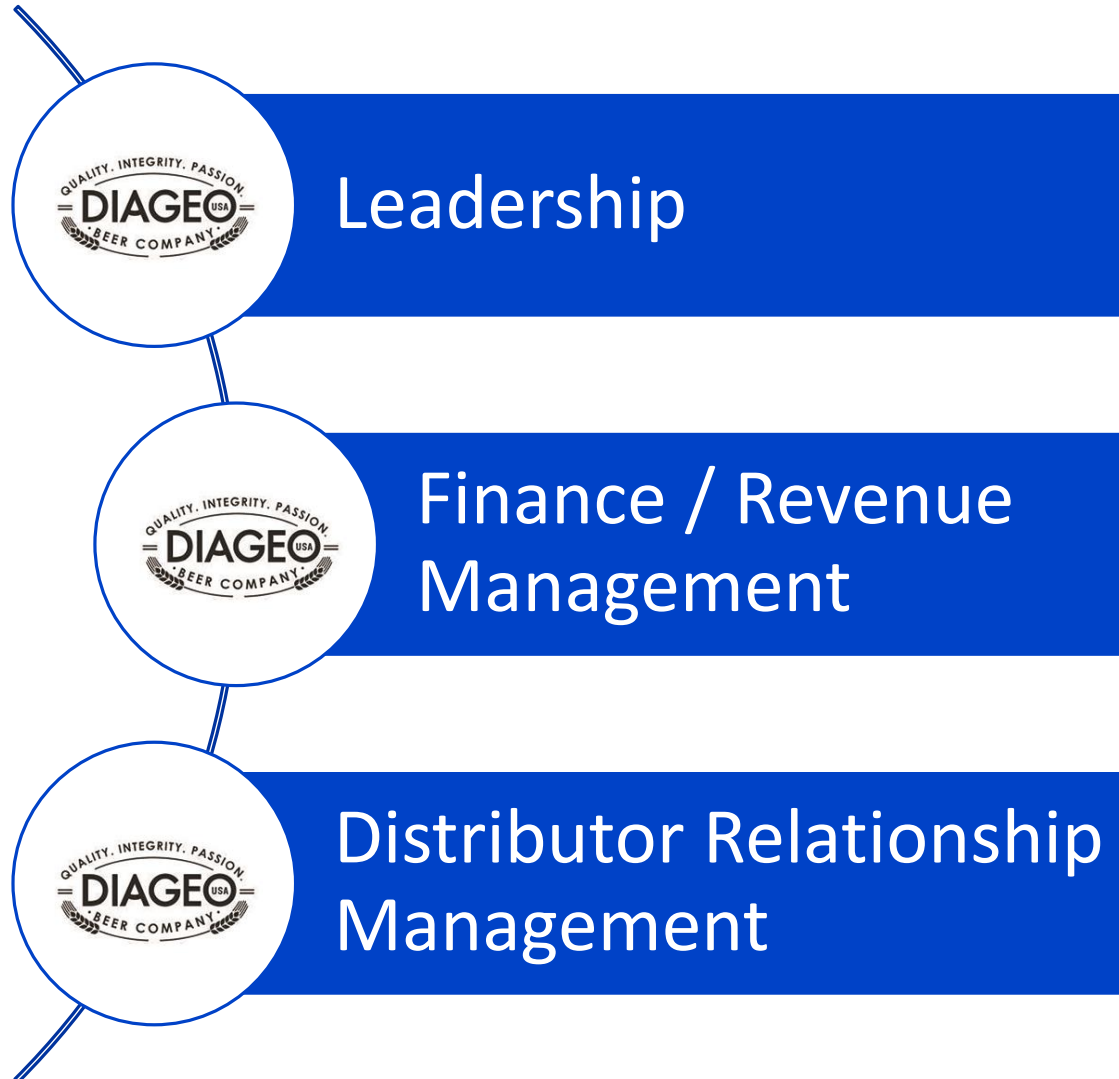 QUALITY. INTEGRITY. PASSION.
DIAGEO USA
BEER COMPANY
Leadership
QUALITY. INTEGRITY. PASSION.
DIAGEO USA
BEER COMPANY
Finance / Revenue
Management
QUALITY. INTEGRITY. PASSION.
DIAGEO USA
BEER COMPANY
Distributor Relationship
Management